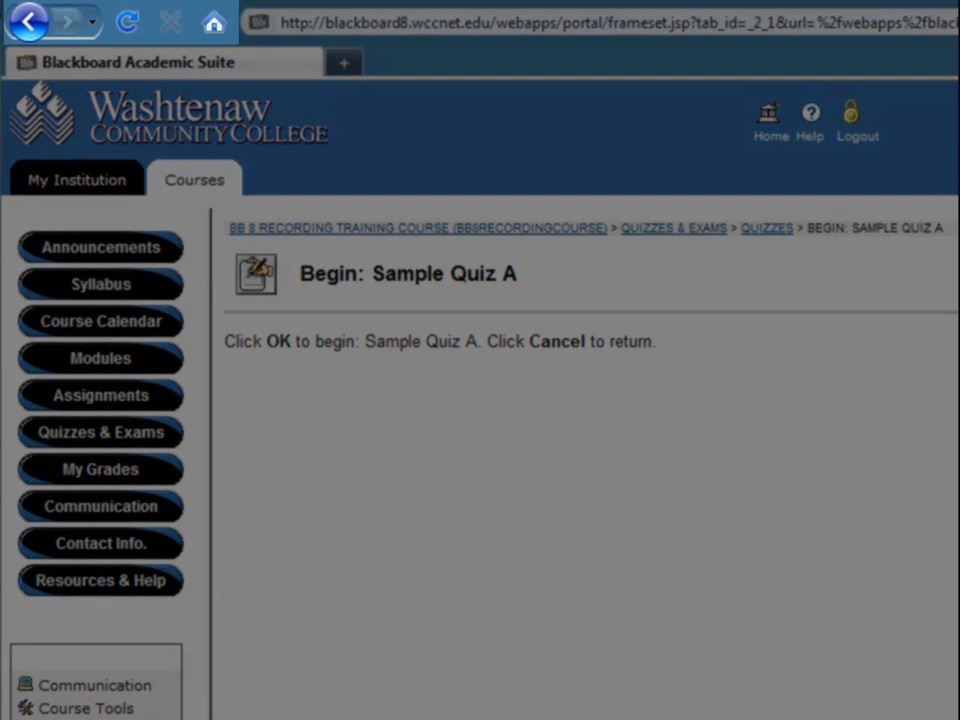 http://blackboard8.wccnet.edu/webapps/portal/frameset.jsp?tab_id=_2_1&url=%2fwebapps%2fblac
Bb Blackboard Academic Suite +
Washtenaw
COMMUNITY COLLEGE
Home Help Logout
My Institution Courses
BB 8 RECORDING TRAINING COURSE (BB8RECORDINGCOURSE) > QUIZZES & EXAMS > QUIZZES > BEGIN: SAMPLE QUIZ A
Begin: Sample Quiz A
Click OK to begin: Sample Quiz A. Click Cancel to return.
Announcements
Syllabus
Course Calendar
Modules
Assignments
Quizzes & Exams
My Grades
Communication
Contact Info.
Resources & Help
Communication
Course Tools